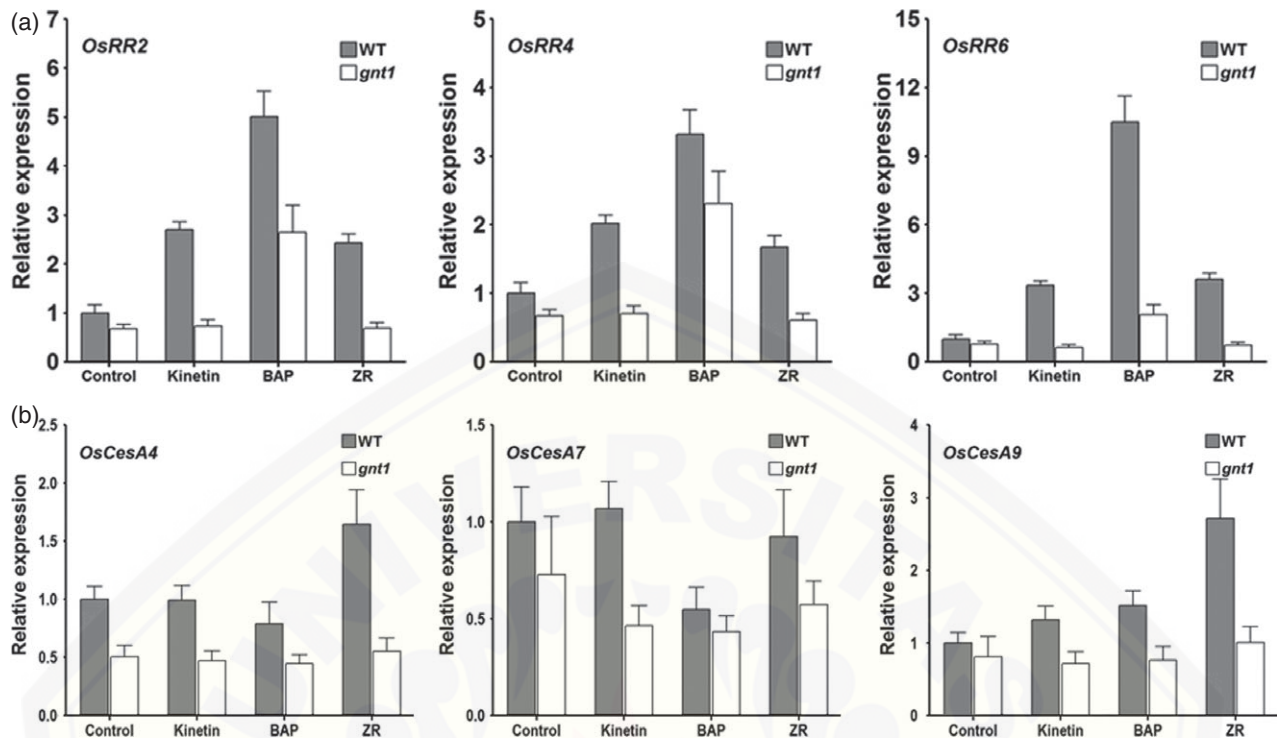 (a)
OsRR2
WT
gnt1
Relative expression
7
6
5
4
3
2
1
0
Control Kinetin BAP ZR
OsRR4
WT
gnt1
Relative expression
5
4
3
2
1
0
Control Kinetin BAP ZR
OsRR6
WT
gnt1
Relative expression
15
12
9
6
3
0
Control Kinetin BAP ZR
(b)
OsCesA4
WT
gnt1
Relative expression
2.5
2.0
1.5
1.0
0.5
0.0
Control Kinetin BAP ZR
OsCesA7
WT
gnt1
Relative expression
1.5
1.0
0.5
0.0
Control Kinetin BAP ZR
OsCesA9
WT
gnt1
Relative expression
4
3
2
1
0
Control Kinetin BAP ZR
UNIVERSITAS